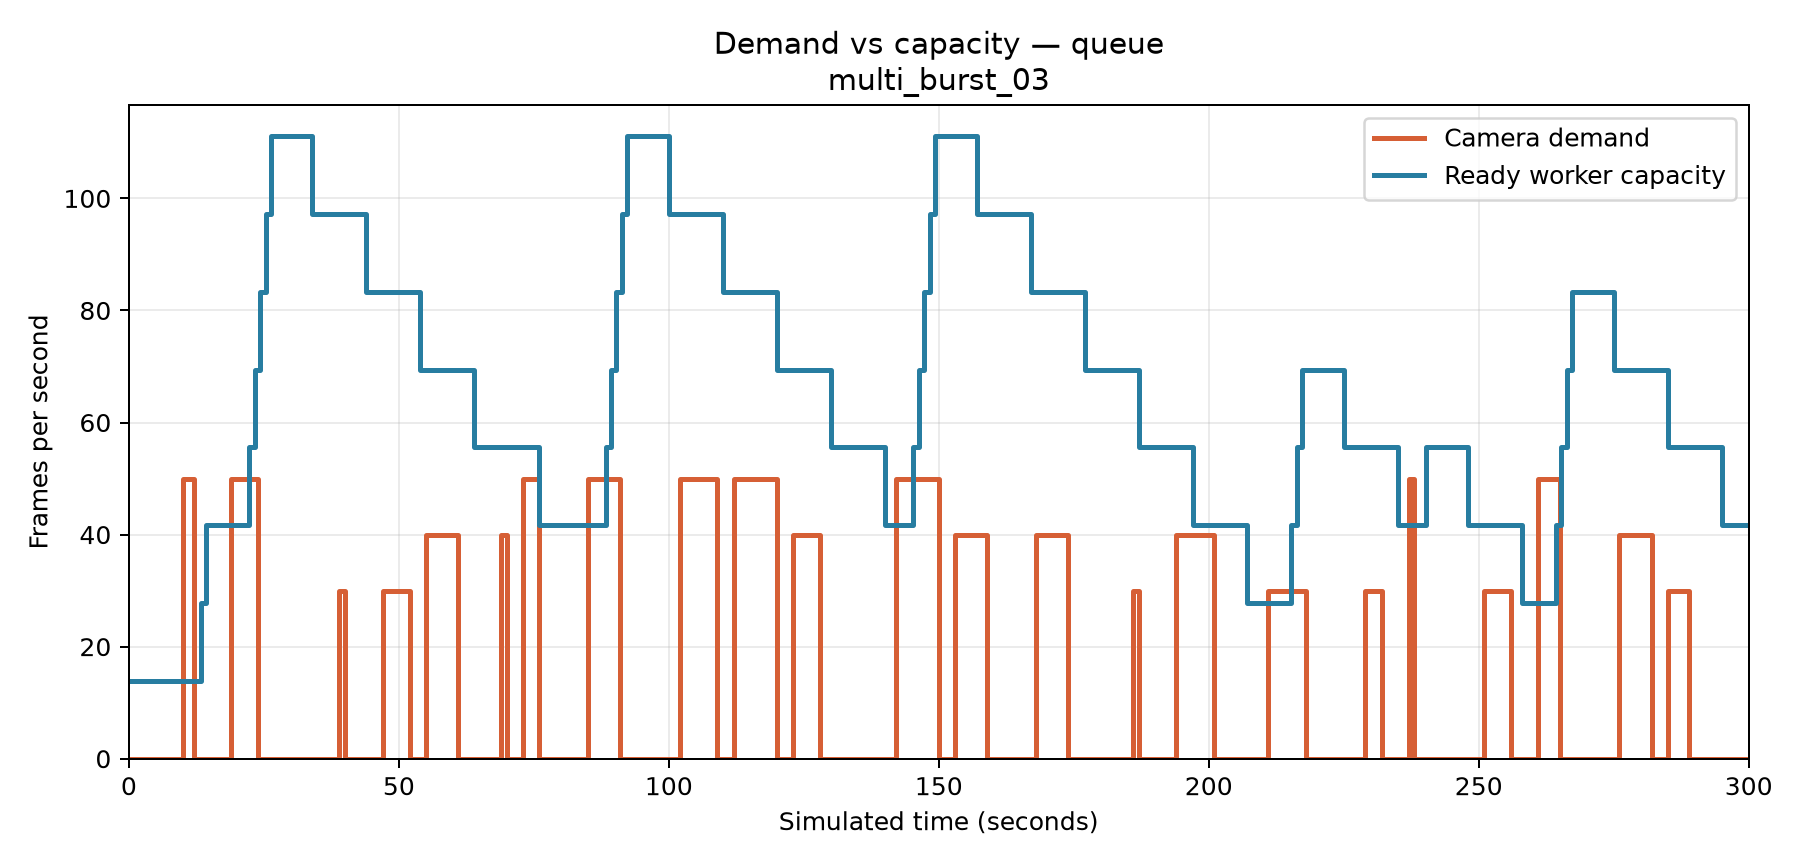 Demand vs capacity — queue
multi_burst_03
Camera demand
Ready worker capacity
Frames per second
100
80
60
40
20
0
0 50 100 150 200 250 300
Simulated time (seconds)